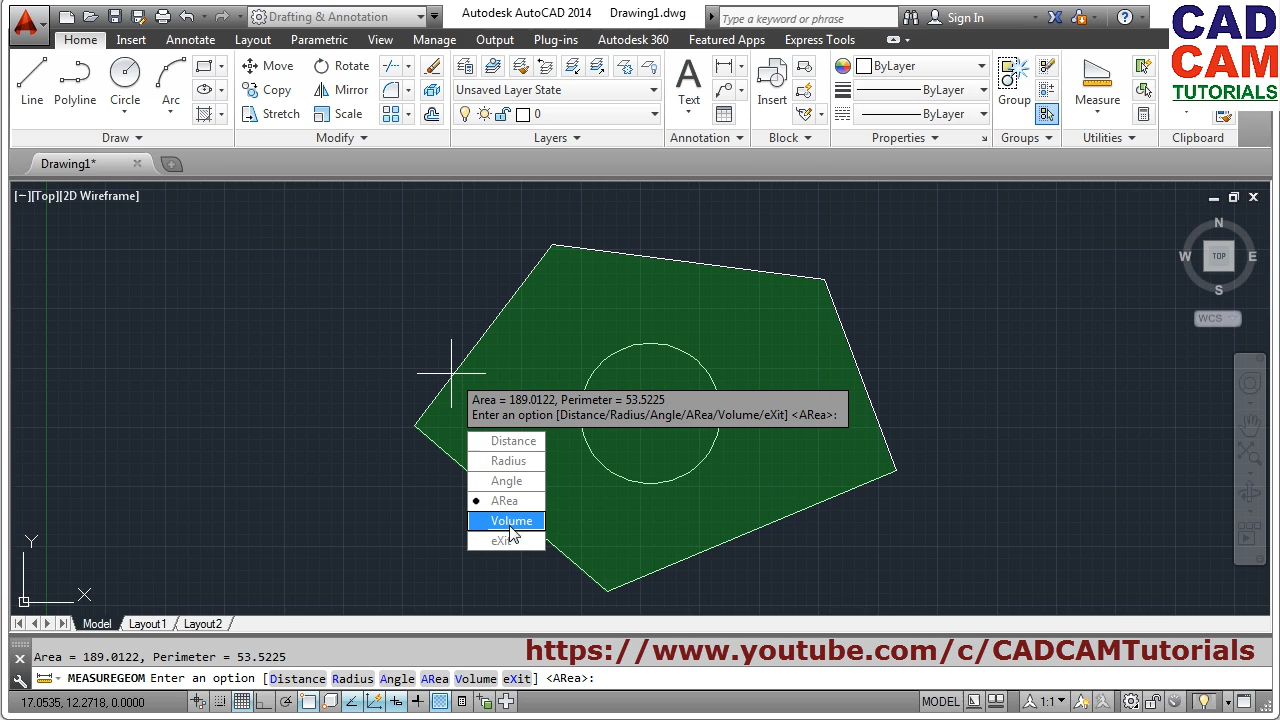 Drafting & Annotation
Autodesk AutoCAD 2014 Drawing1.dwg
Type a keyword or phrase
Sign In
CAD
CAM
TUTORIALS
Home Insert Annotate Layout Parametric View Manage Output Plug-ins Autodesk 360 Featured Apps Express Tools
Line Polyline Circle Arc
Move Rotate
Copy Mirror
Stretch Scale
Unsaved Layer State
0
Text
Insert
ByLayer
ByLayer
ByLayer
Group
Measure
Draw Modify Layers Annotation Block Properties Groups Utilities Clipboard
Drawing1*
[−][Top][2D Wireframe]
N
W TOP E
S
WCS
Area = 189.0122, Perimeter = 53.5225
Enter an option [Distance/Radius/Angle/ARea/Volume/eXit] <ARea>:
Distance
Radius
Angle
ARea
Volume
eXit
Y
X
Model Layout1 Layout2
Area = 189.0122, Perimeter = 53.5225
https://www.youtube.com/c/CADCAMTutorials
MEASUREGEOM Enter an option [Distance Radius Angle ARea Volume eXit] <ARea>:
17.0535, 12.2718, 0.0000
MODEL
1:1